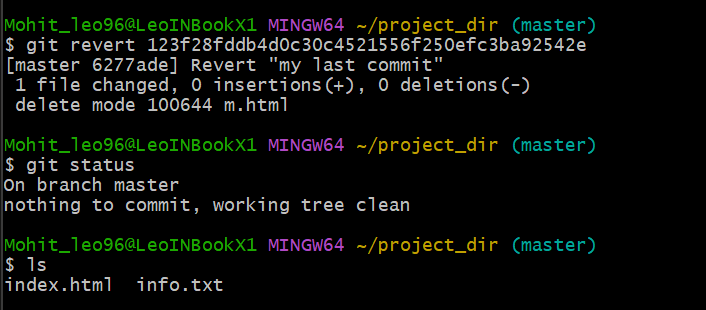 Mohit_leo96@LeoINBookX1 MINGW64 ~/project_dir (master)
$ git revert 123f28fddb4d0c30c4521556f250efc3ba92542e
[master 6277ade] Revert "my last commit"
 1 file changed, 0 insertions(+), 0 deletions(-)
 delete mode 100644 m.html
Mohit_leo96@LeoINBookX1 MINGW64 ~/project_dir (master)
$ git status
On branch master
nothing to commit, working tree clean
Mohit_leo96@LeoINBookX1 MINGW64 ~/project_dir (master)
$ ls
index.html  info.txt